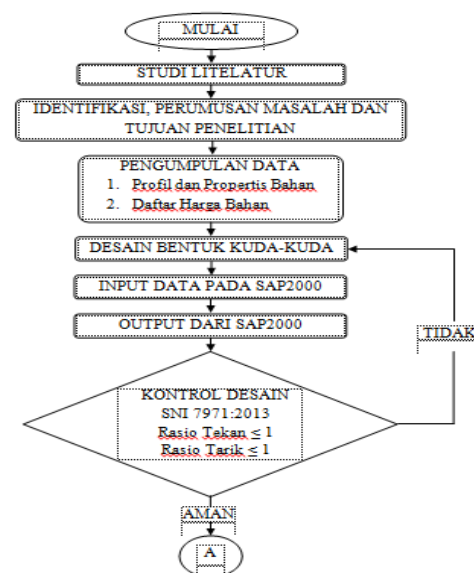 MULAI
STUDI LITELATUR
IDENTIFIKASI, PERUMUSAN MASALAH DAN
TUJUAN PENELITIAN
PENGUMPULAN DATA
1. Profil dan Propertis Bahan
2. Daftar Harga Bahan
DESAIN BENTUK KUDA-KUDA
INPUT DATA PADA SAP2000
OUTPUT DARI SAP2000
TIDAK
KONTROL DESAIN
SNI 7971:2013
Rasio Tekan ≤ 1
Rasio Tarik ≤ 1
AMAN
A